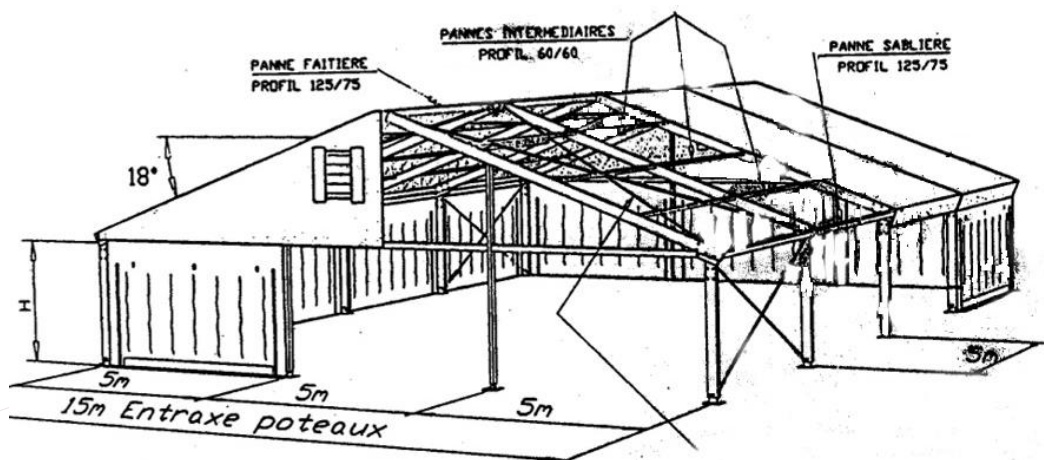 PANNES INTERMEDIAIRES
PROFIL 60/60
PANNE SABLIERE
PROFIL 125/75
PANNE FAITIERE
PROFIL 125/75
18°
H
5m
5m
5m
5m
15m Entraxe poteaux